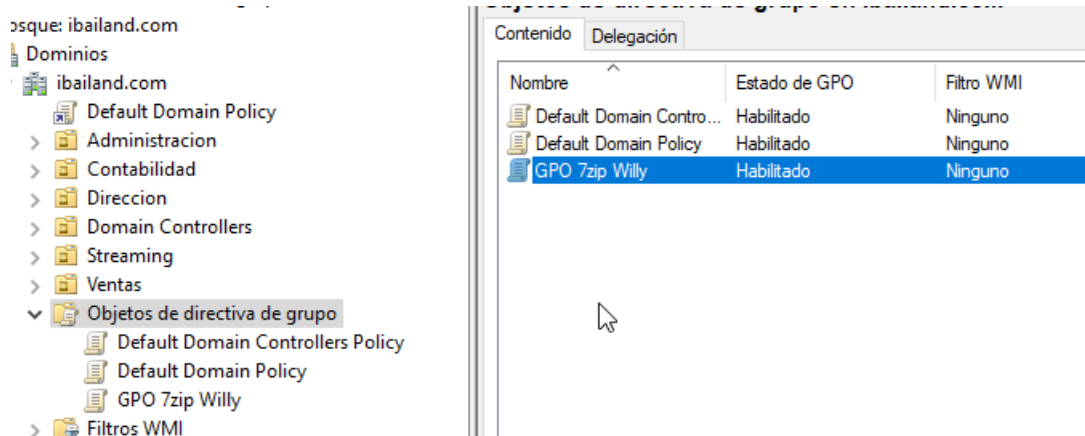 osque: ibailand.com
Dominios
ibailand.com
Default Domain Policy
Administracion
Contabilidad
Direccion
Domain Controllers
Streaming
Ventas
Objetos de directiva de grupo
Default Domain Controllers Policy
Default Domain Policy
GPO 7zip Willy
Filtros WMI
Contenido Delegación
Nombre Estado de GPO Filtro WMI
Default Domain Contro... Habilitado Ninguno
Default Domain Policy Habilitado Ninguno
GPO 7zip Willy Habilitado Ninguno